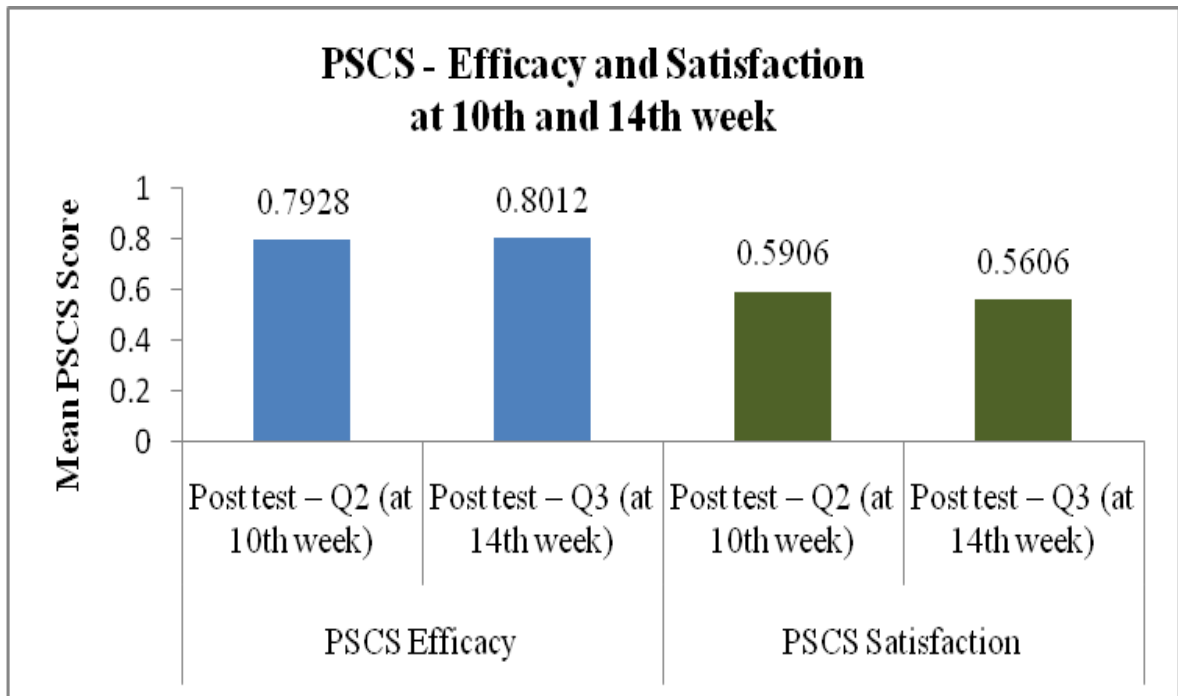 PSCS - Efficacy and Satisfaction
at 10th and 14th week
Mean PSCS Score
1
0.8
0.6
0.4
0.2
0
0.7928
0.8012
0.5906
0.5606
Post test – Q2 (at
10th week)
Post test – Q3 (at
14th week)
Post test – Q2 (at
10th week)
Post test – Q3 (at
14th week)
PSCS Efficacy
PSCS Satisfaction